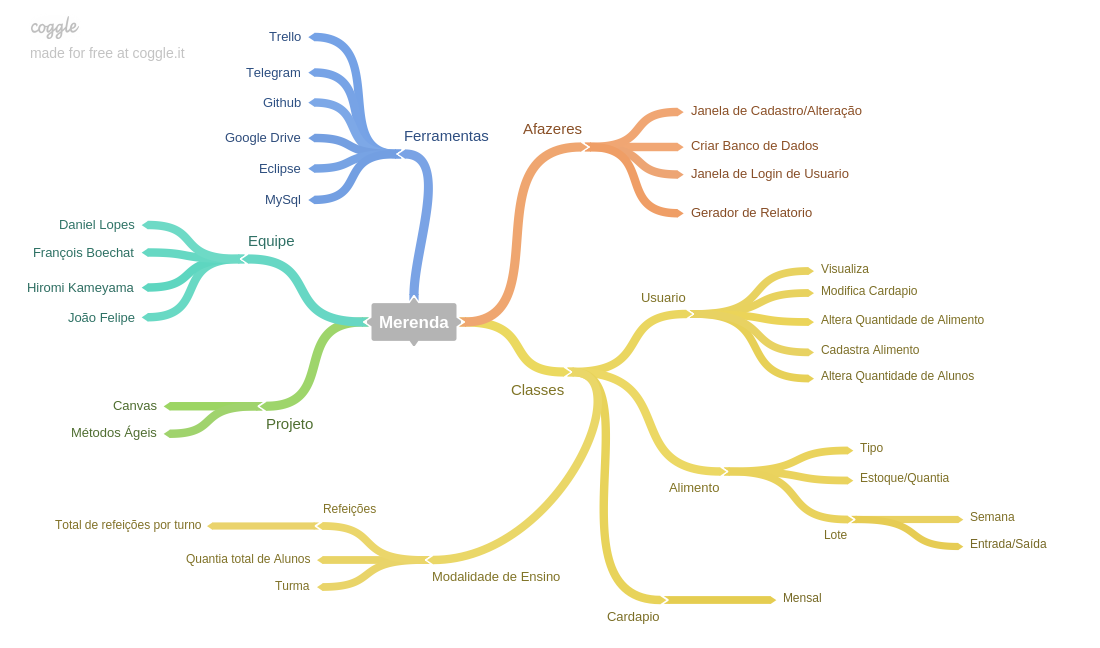 coggle
made for free at coggle.it
Trello
Telegram
Github
Google Drive
Eclipse
MySql
Ferramentas
Afazeres
Janela de Cadastro/Alteração
Criar Banco de Dados
Janela de Login de Usuario
Gerador de Relatorio
Daniel Lopes
François Boechat
Hiromi Kameyama
João Felipe
Equipe
Merenda
Usuario
Visualiza
Modifica Cardapio
Altera Quantidade de Alimento
Cadastra Alimento
Altera Quantidade de Alunos
Classes
Canvas
Métodos Ágeis
Projeto
Alimento
Tipo
Estoque/Quantia
Lote
Semana
Entrada/Saída
Refeições
Total de refeições por turno
Quantia total de Alunos
Turma
Modalidade de Ensino
Cardapio
Mensal